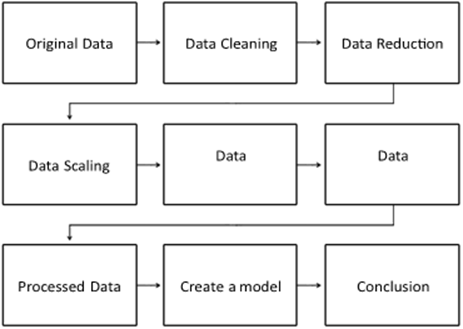 Original Data
Data Cleaning
Data Reduction
Data Scaling
Data
Data
Processed Data
Create a model
Conclusion